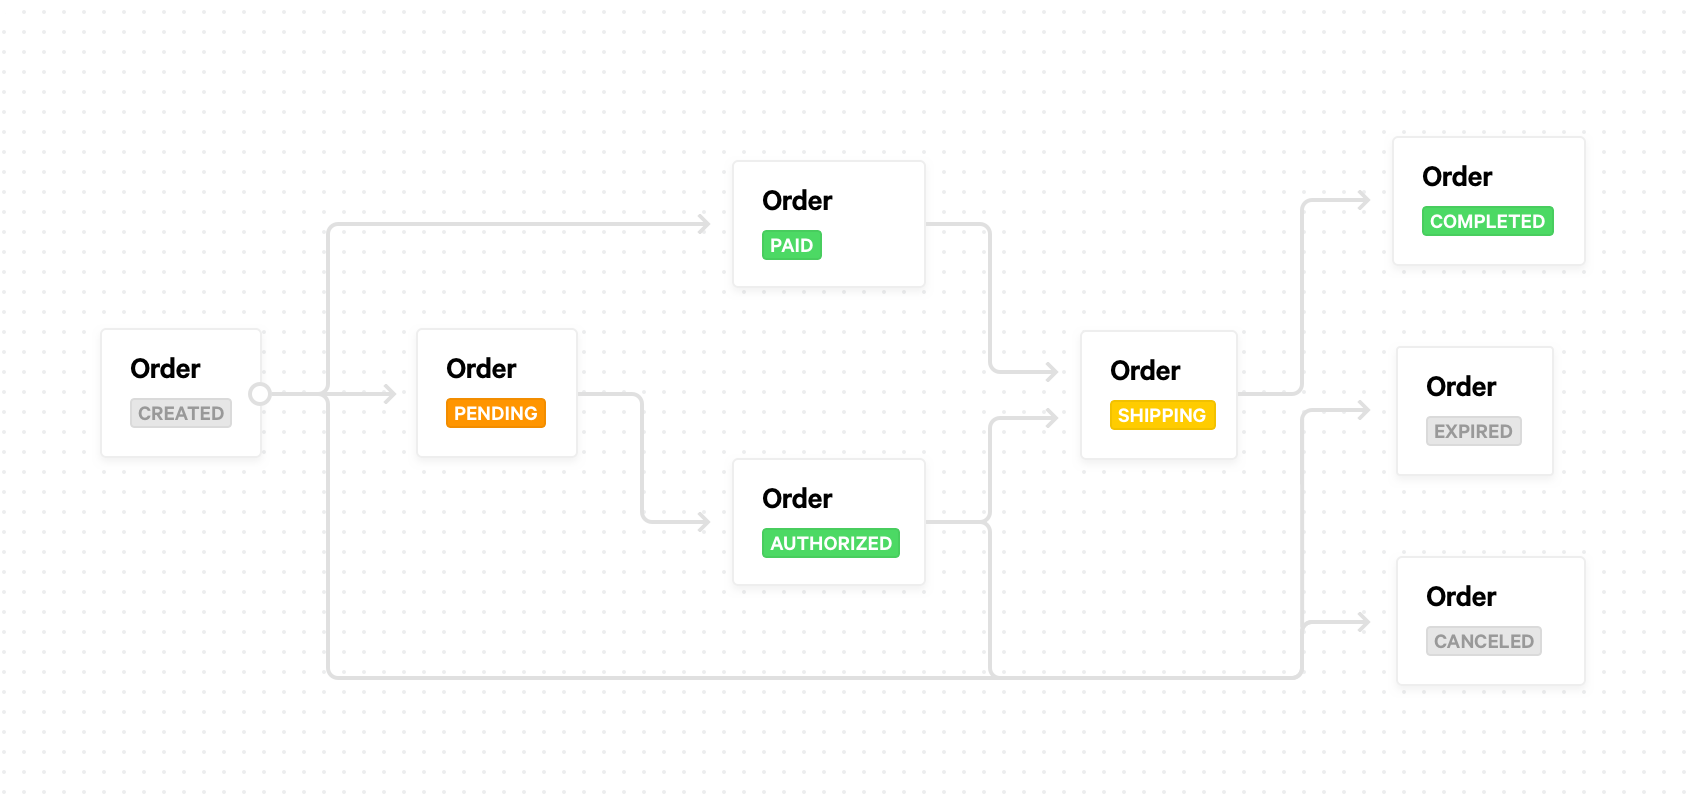 Order
CREATED
Order
PENDING
Order
PAID
Order
AUTHORIZED
Order
SHIPPING
Order
COMPLETED
Order
EXPIRED
Order
CANCELED